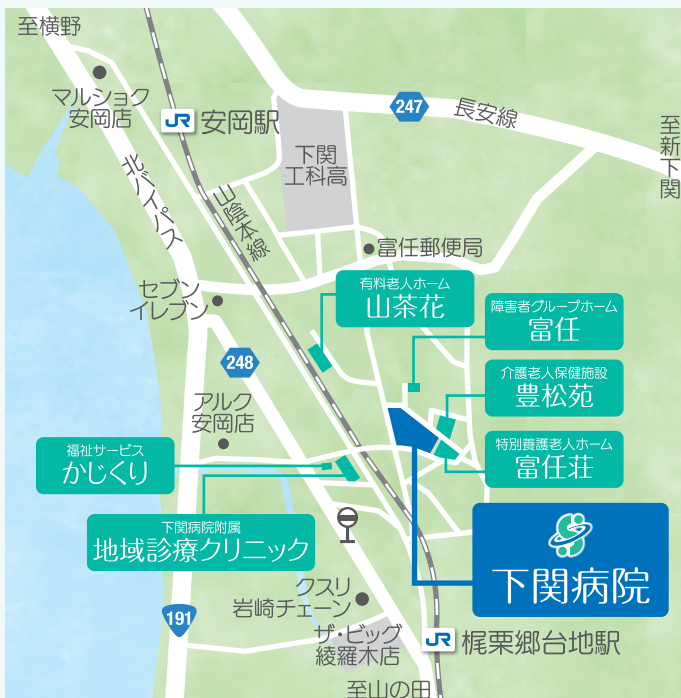 至横野
マルショク
安岡店
JR 安岡駅
247
長安線
至新下関
下関
工科高
北バイパス
山陰本線
富任郵便局
セブン
イレブン
有料老人ホーム
山茶花
障害者グループホーム
富任
248
介護老人保健施設
豊松苑
アルク
安岡店
福祉サービス
かじくり
特別養護老人ホーム
富任荘
下関病院附属
地域診療クリニック
下関病院
クスリ
岩崎チェーン
191
ザ・ビッグ
綾羅木店
JR 梶栗郷台地駅
至山の田